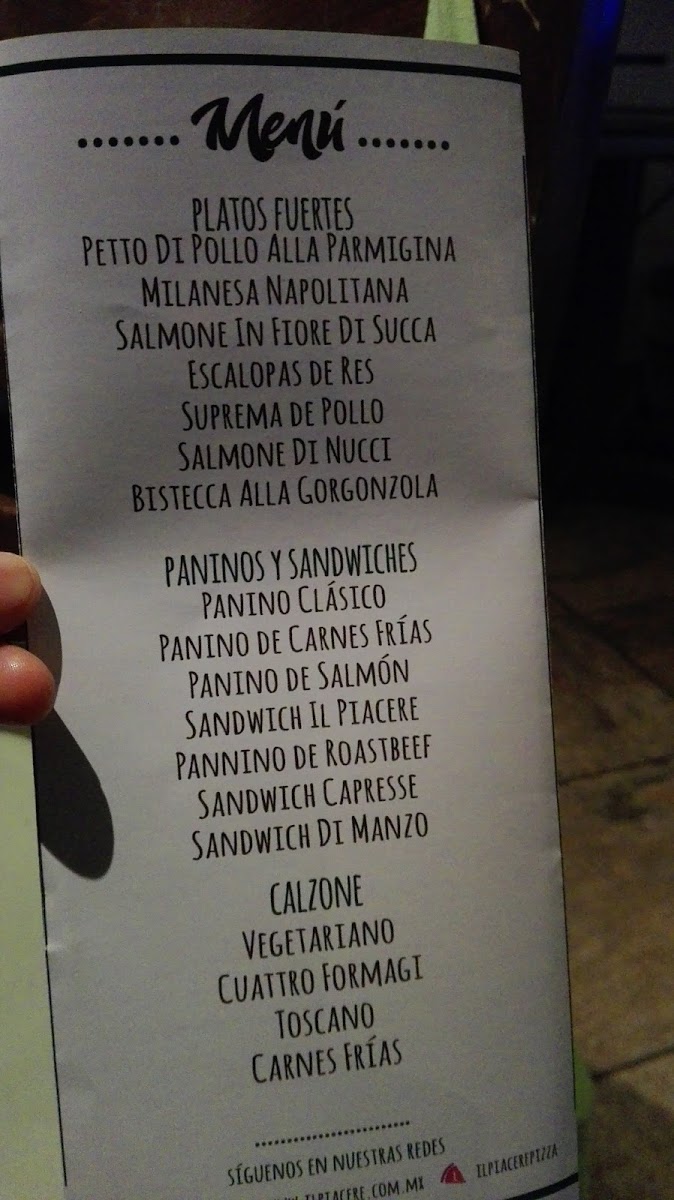 Menú
PLATOS FUERTES
PETTO DI POLLO ALLA PARMIGINA
MILANESA NAPOLITANA
SALMONE IN FIORE DI SUCCA
ESCALOPAS DE RES
SUPREMA DE POLLO
SALMONE DI NUCCI
BISTECCA ALLA GORGONZOLA
PANINOS Y SANDWICHES
PANINO CLÁSICO
PANINO DE CARNES FRÍAS
PANINO DE SALMÓN
SANDWICH IL PIACERE
PANNINO DE ROASTBEEF
SANDWICH CAPRESSE
SANDWICH DI MANZO
CALZONE
VEGETARIANO
CUATTRO FORMAGI
TOSCANO
CARNES FRÍAS
SÍGUENOS EN NUESTRAS REDES
ILPIACERE.COM.MX ILPIACEREPIZZA